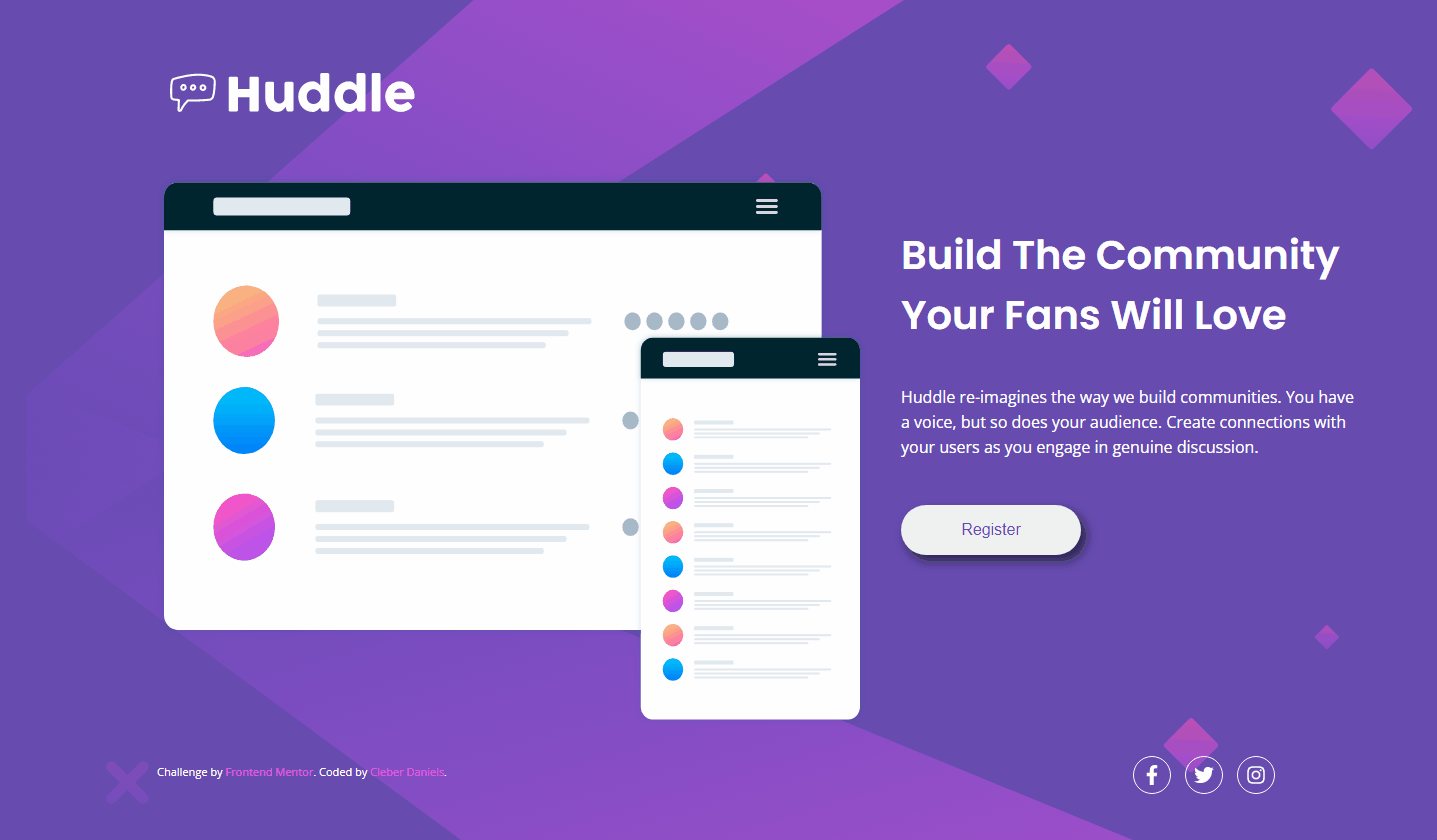 Huddle
Build The Community
Your Fans Will Love
Huddle re-imagines the way we build communities. You have
a voice, but so does your audience. Create connections with
your users as you engage in genuine discussion.
Register
Challenge by Frontend Mentor. Coded by Cleber Daniels.